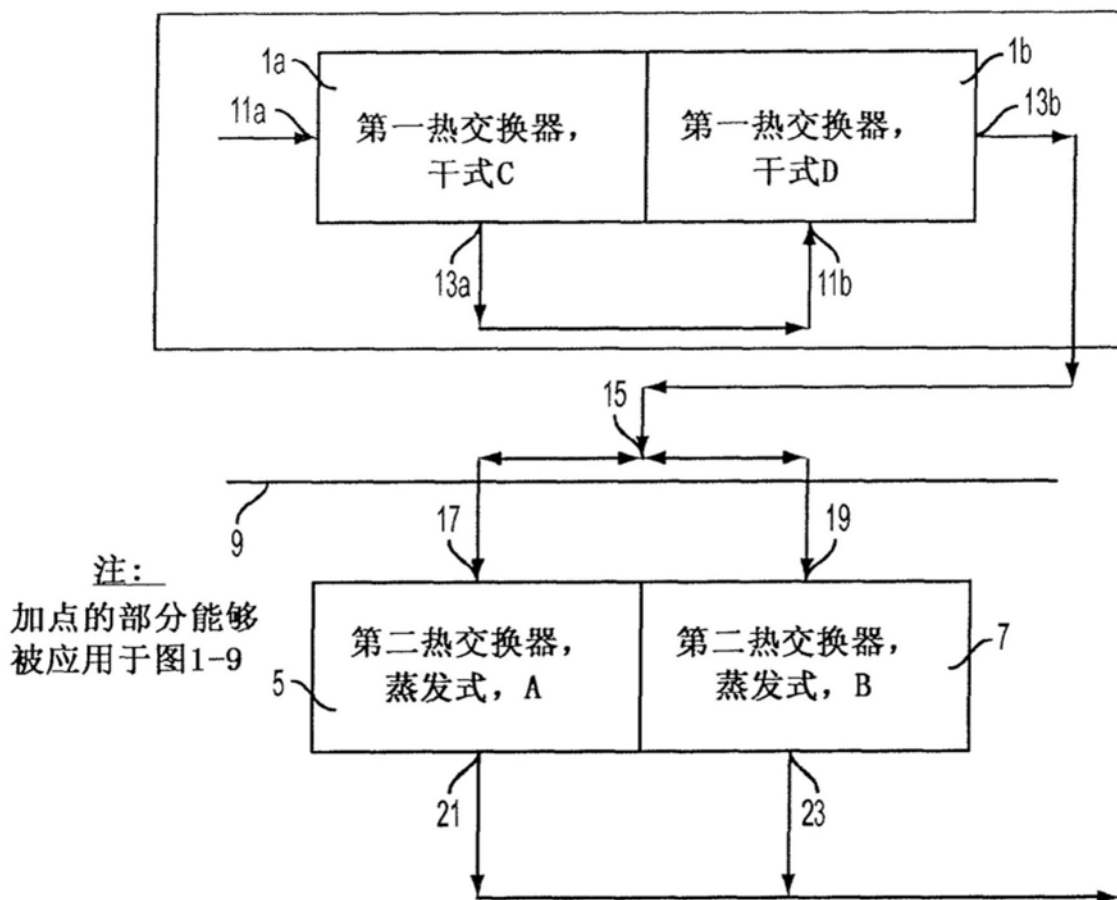 1a
1b
11a
13b
第一热交换器，
干式C
第一热交换器，
干式D
13a
11b
15
9
17
19
注：
加点的部分能够
被应用于图1-9
第二热交换器，
蒸发式，A
第二热交换器，
蒸发式，B
5
7
21
23